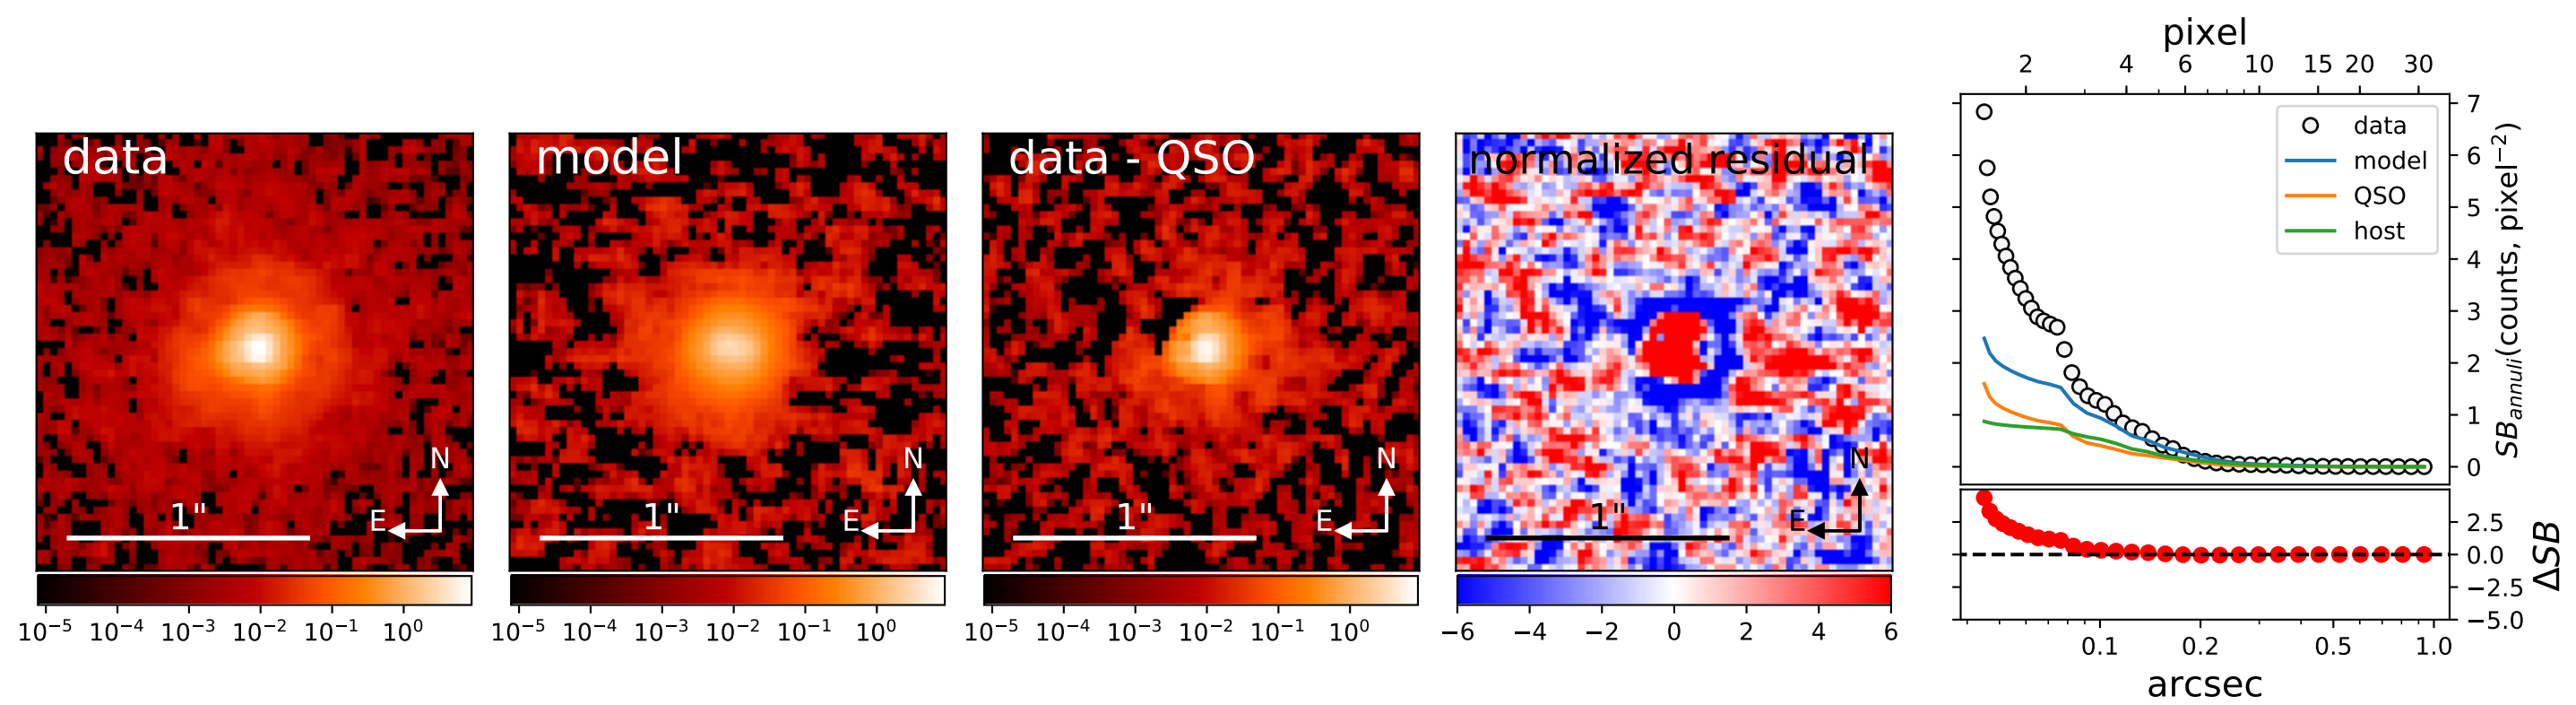 data
N
E
1"
10⁻⁵ 10⁻⁴ 10⁻³ 10⁻² 10⁻¹ 10⁰
model
N
E
1"
10⁻⁵ 10⁻⁴ 10⁻³ 10⁻² 10⁻¹ 10⁰
data - QSO
N
E
1"
10⁻⁵ 10⁻⁴ 10⁻³ 10⁻² 10⁻¹ 10⁰
normalized residual
N
E
1"
−6 −4 −2 0 2 4 6
pixel
2 4 6 10 15 20 30
data
model
QSO
host
7
6
5
4
3
2
1
0
SB_annuli(counts, pixel⁻²)
2.5
0.0
−2.5
−5.0
ΔSB
0.1 0.2 0.5 1.0
arcsec